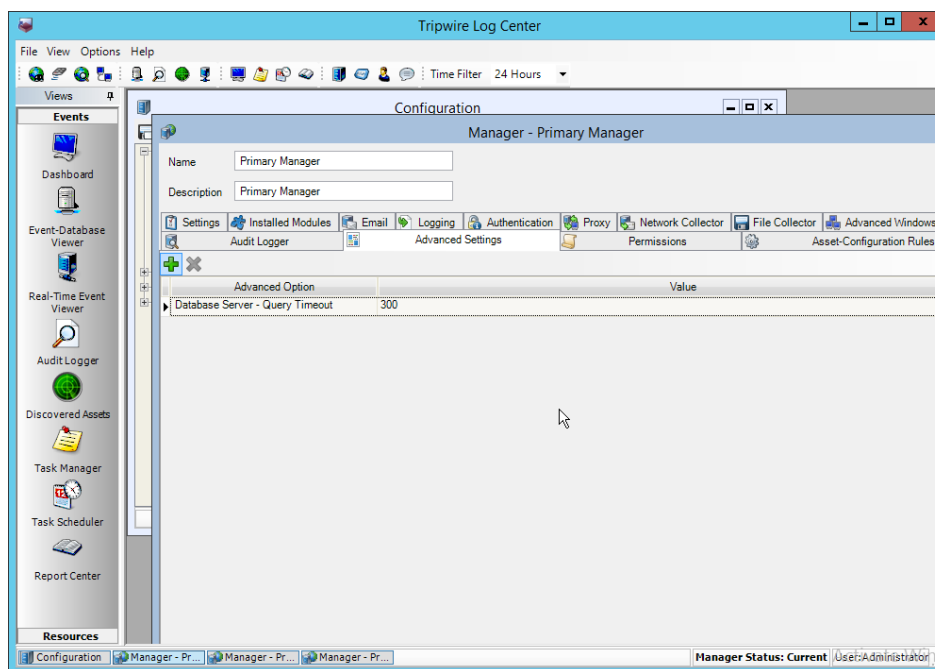 Tripwire Log Center
File View Options Help
Time Filter 24 Hours
Views
Events
Dashboard
Event-Database
Viewer
Real-Time Event
Viewer
Audit Logger
Discovered Assets
Task Manager
Task Scheduler
Report Center
Resources
Configuration
Manager - Primary Manager
Name Primary Manager
Description Primary Manager
Settings Installed Modules Email Logging Authentication Proxy Network Collector File Collector Advanced Windows
Audit Logger Advanced Settings Permissions Asset-Configuration Rules
Advanced Option Value
Database Server - Query Timeout 300
Configuration Manager - Pr... Manager - Pr... Manager - Pr... Manager Status: Current User:Administrator